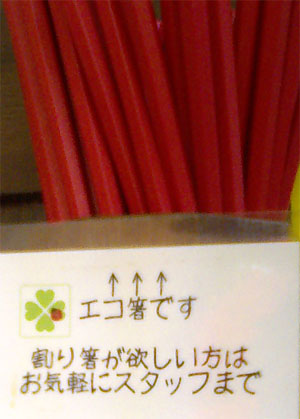 ↑↑↑
エコ箸です
割り箸が欲しい方は
お気軽にスタッフまで